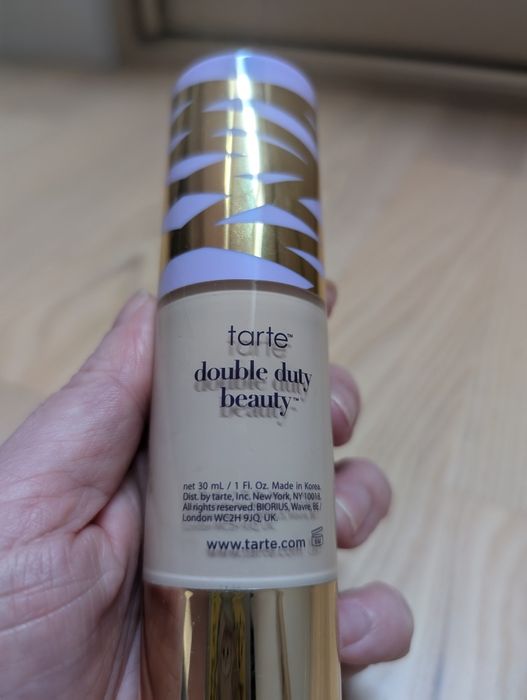 tarte™
double duty
beauty™
net 30 mL / 1 Fl. Oz. Made in Korea.
Dist. by tarte, Inc. New York, NY 10018.
All rights reserved. BIORIUS, Wavre, BE /
London WC2H 9JQ, UK.
www.tarte.com